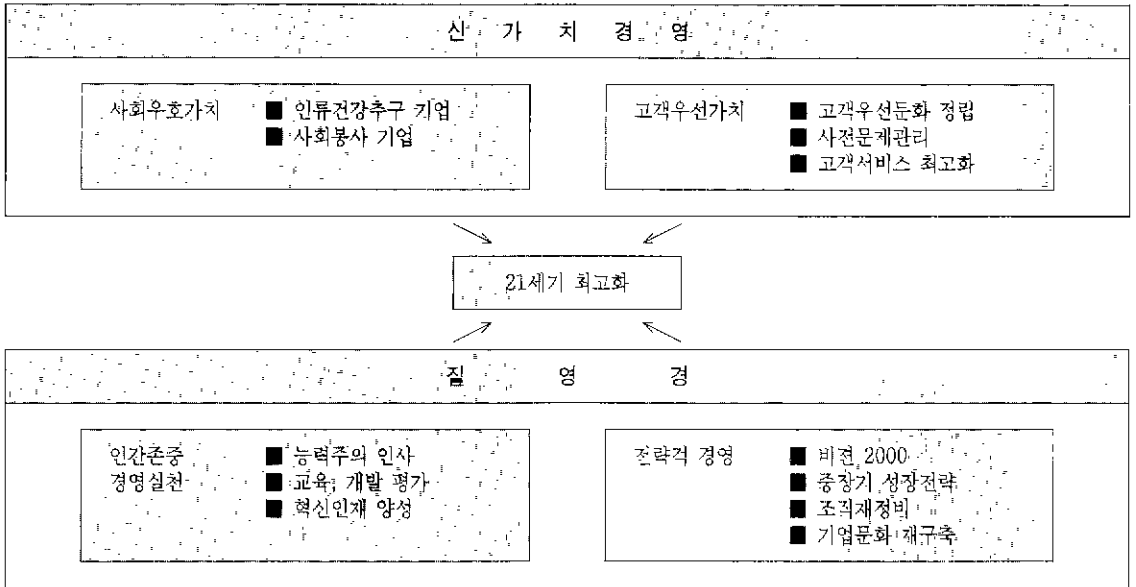 신 가 치 경 영
사회우호가치
■ 인류건강추구 기업
■ 사회봉사 기업
고객우선가치
■ 고객우선문화 정립
■ 사전문제관리
■ 고객서비스 최고화
21세기 최고화
질 영 경
인간존중
경영실천
■ 능력주의 인사
■ 교육, 개발 평가
■ 혁신인재 양성
전략적 경영
■ 비젼 2000
■ 중장기 성장전략
■ 조직재정비
■ 기업문화 재구축